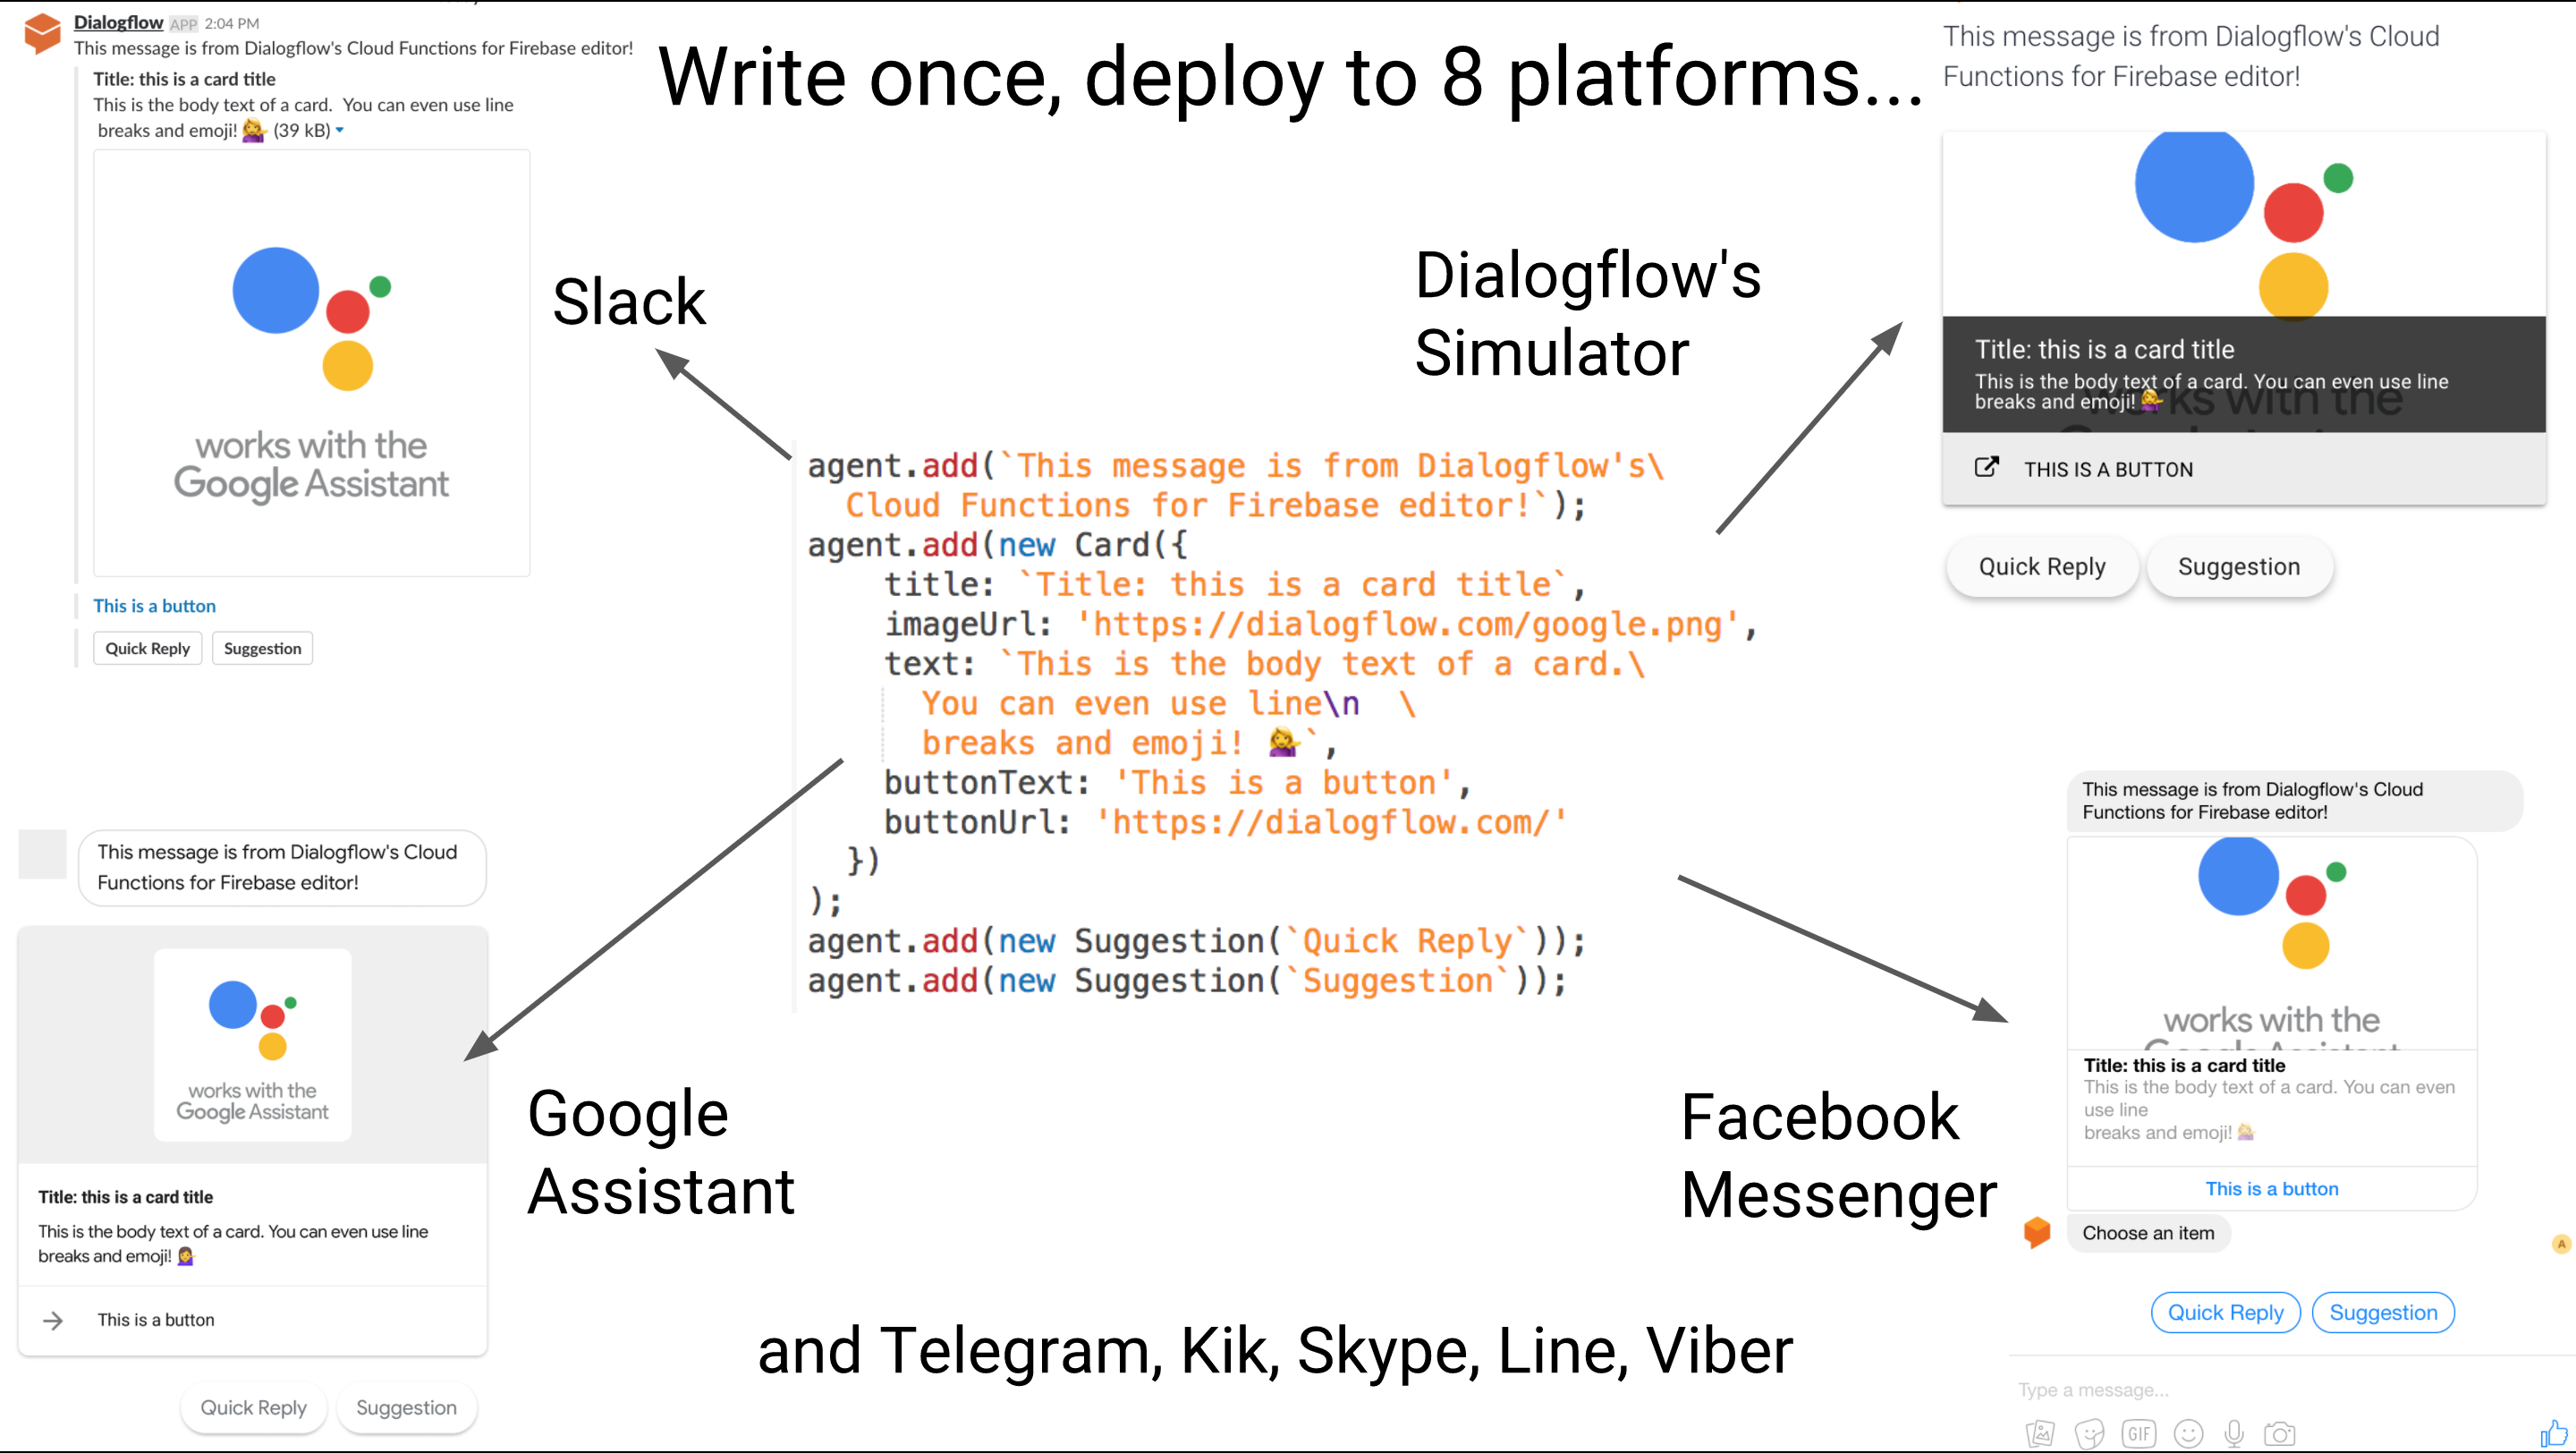 Dialogflow APP 2:04 PM
This message is from Dialogflow's Cloud Functions for Firebase editor!
Title: this is a card title
This is the body text of a card.  You can even use line
breaks and emoji! 💁‍♀️ (39 kB)
works with the
Google Assistant
This is a button
Quick Reply Suggestion
Write once, deploy to 8 platforms...
Slack
Dialogflow's
Simulator
This message is from Dialogflow's Cloud
Functions for Firebase editor!
works with the
Title: this is a card title
This is the body text of a card. You can even use line
breaks and emoji! 💁‍♀️
THIS IS A BUTTON
Quick Reply Suggestion
agent.add(`This message is from Dialogflow's\
  Cloud Functions for Firebase editor!`);
agent.add(new Card({
    title: `Title: this is a card title`,
    imageUrl: 'https://dialogflow.com/google.png',
    text: `This is the body text of a card.\
      You can even use line\n  \
      breaks and emoji! 💁‍♀️`,
    buttonText: 'This is a button',
    buttonUrl: 'https://dialogflow.com/'
  })
);
agent.add(new Suggestion(`Quick Reply`));
agent.add(new Suggestion(`Suggestion`));
This message is from Dialogflow's Cloud
Functions for Firebase editor!
works with the
Google Assistant
Title: this is a card title
This is the body text of a card. You can even use line
breaks and emoji! 💁‍♀️
This is a button
Quick Reply Suggestion
Google
Assistant
Facebook
Messenger
This message is from Dialogflow's Cloud
Functions for Firebase editor!
works with the
Google Assistant
Title: this is a card title
This is the body text of a card. You can even
use line
breaks and emoji! 💁‍♀️
This is a button
Choose an item
A
Quick Reply Suggestion
Type a message...
GIF
and Telegram, Kik, Skype, Line, Viber